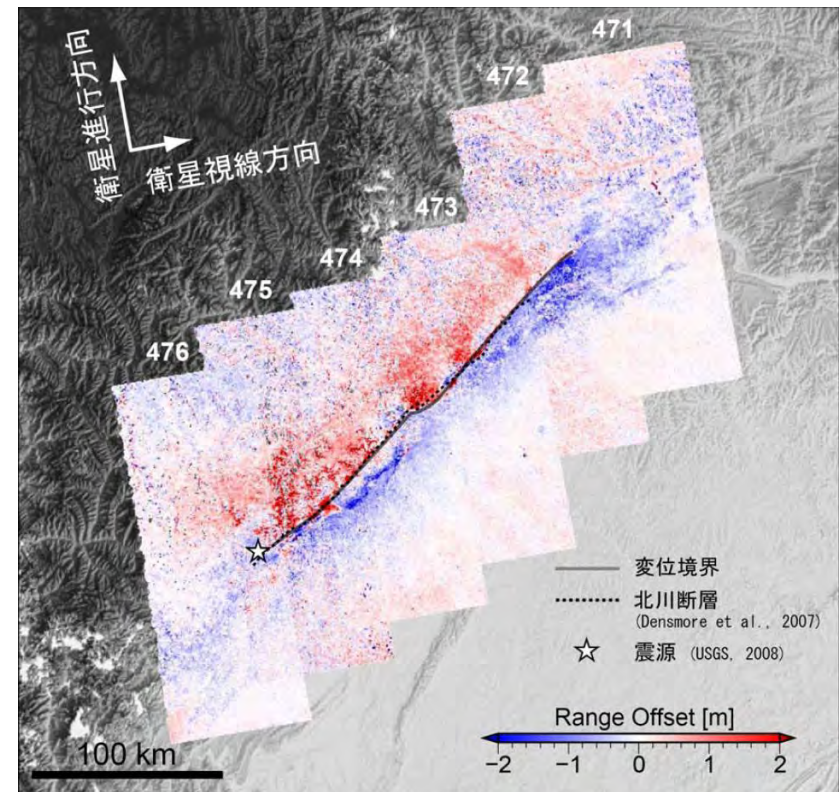 471
472
473
474
475
476
衛星進行方向
衛星視線方向
変位境界
北川断層
(Densmore et al., 2007)
震源 (USGS, 2008)
Range Offset [m]
−2 −1 0 1 2
100 km